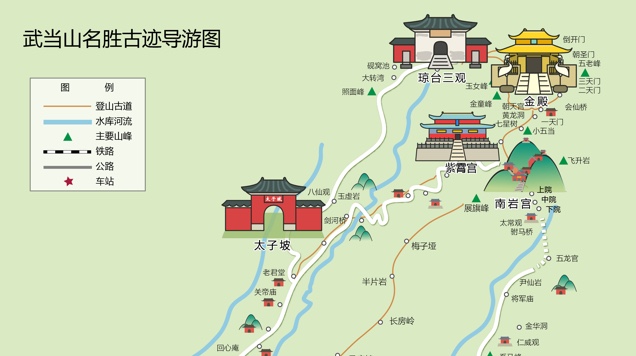 武当山名胜古迹导游图
图 例
登山古道
水库河流
主要山峰
铁路
公路
车站
倒开门
朝圣门
五老峰
三天门
二天门
砚窝池
大转湾
照面峰
琼台三观
玉女峰
金童峰
金殿
会仙桥
朝天宫
黄龙洞
一天门
七星树
小五当
紫霄宫
飞升岩
八仙观
玉虚岩
太子坡
剑河桥
太子坡
展旗峰
南岩宫
上院
中院
下院
太常观
驸马桥
梅子垭
五龙宫
老君堂
半片岩
尹仙岩
关帝庙
将军庙
长房岭
金华洞
回心庵
仁威观